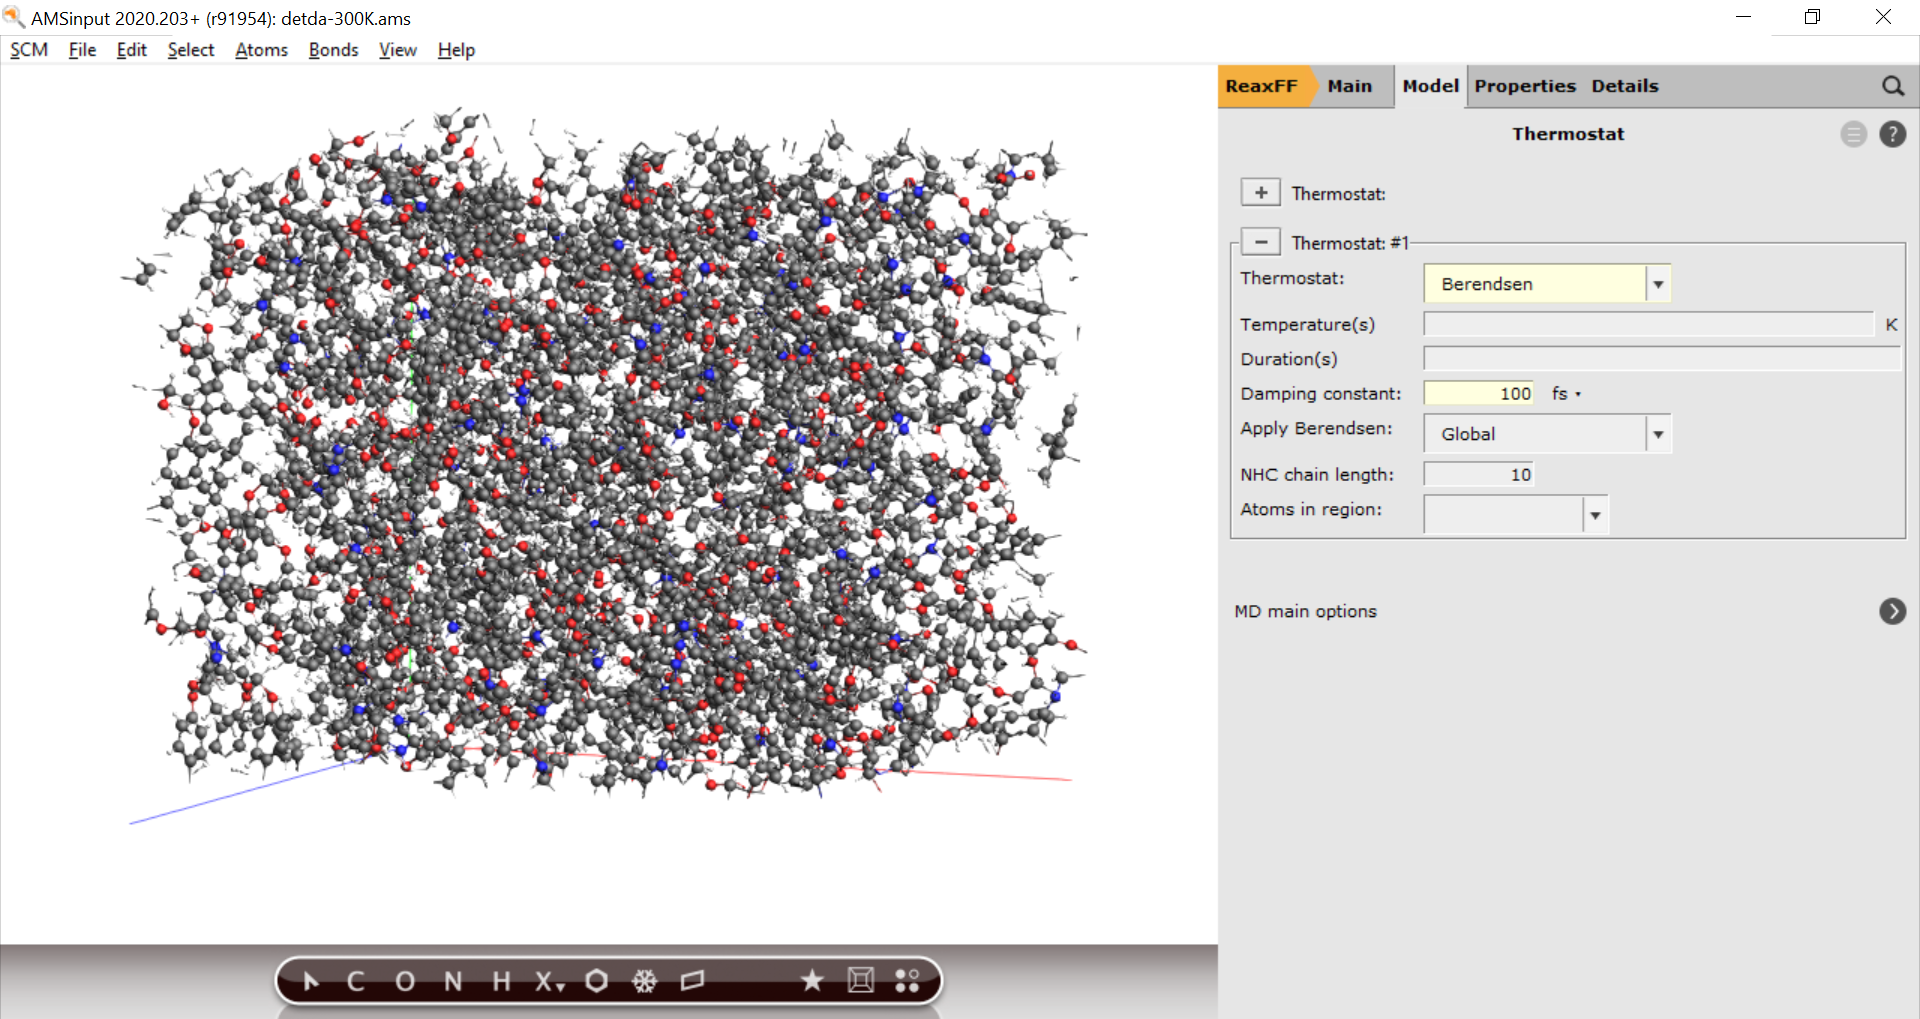 AMSinput 2020.203+ (r91954): detda-300K.ams
SCM File Edit Select Atoms Bonds View Help
ReaxFF Main Model Properties Details
Thermostat
?
+ Thermostat:
− Thermostat: #1
Thermostat: Berendsen
Temperature(s) K
Duration(s)
Damping constant: 100 fs
Apply Berendsen: Global
NHC chain length: 10
Atoms in region:
MD main options
C O N H X